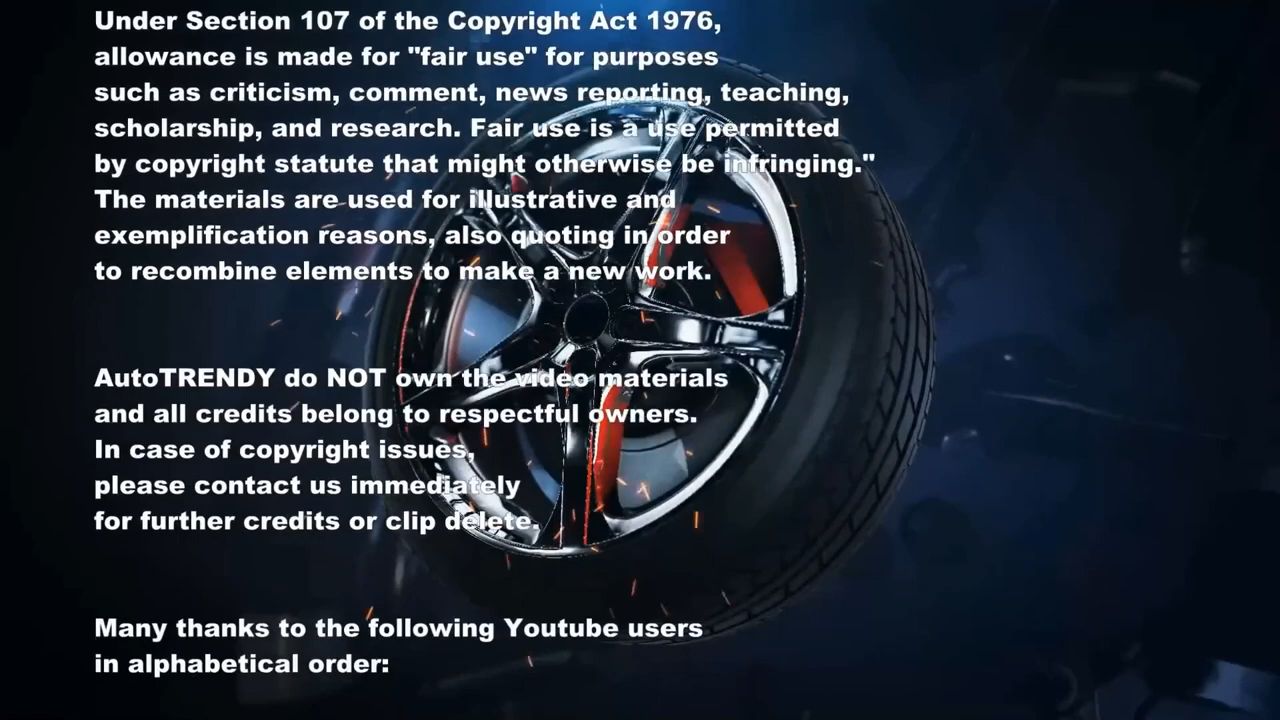 Under Section 107 of the Copyright Act 1976,
allowance is made for "fair use" for purposes
such as criticism, comment, news reporting, teaching,
scholarship, and research. Fair use is a use permitted
by copyright statute that might otherwise be infringing."
The materials are used for illustrative and
exemplification reasons, also quoting in order
to recombine elements to make a new work.
AutoTRENDY do NOT own the video materials
and all credits belong to respectful owners.
In case of copyright issues,
please contact us immediately
for further credits or clip delete.
Many thanks to the following Youtube users
in alphabetical order: